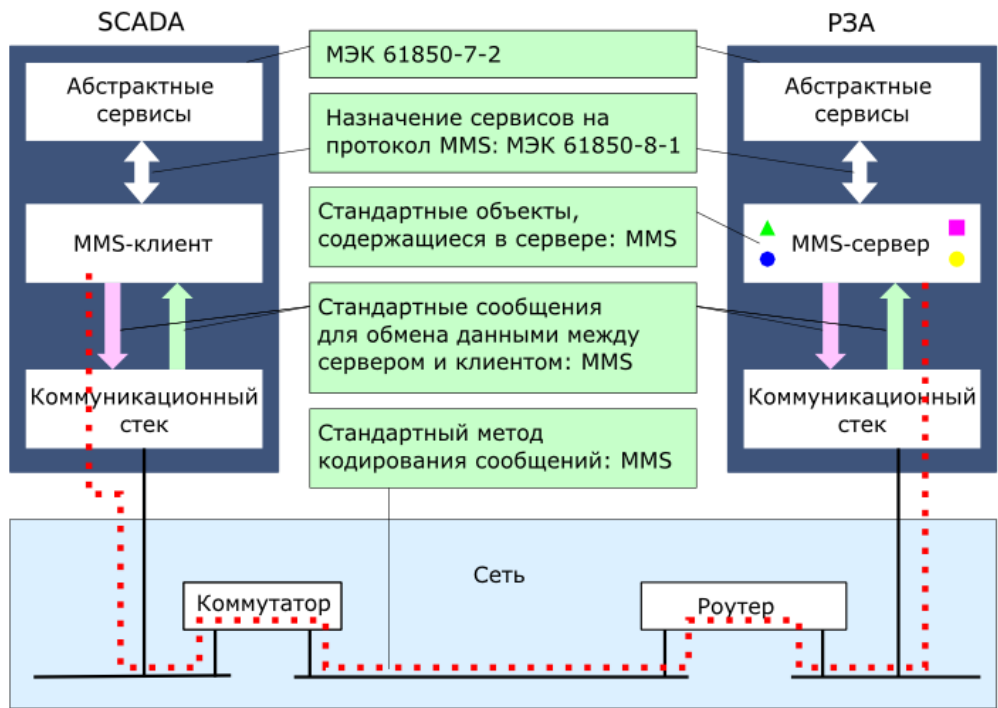 SCADA
РЗА
Абстрактные
сервисы
МЭК 61850-7-2
Абстрактные
сервисы
Назначение сервисов на
протокол MMS: МЭК 61850-8-1
MMS-клиент
Стандартные объекты,
содержащиеся в сервере: MMS
MMS-сервер
Стандартные сообщения
для обмена данными между
сервером и клиентом: MMS
Коммуникационный
стек
Коммуникационный
стек
Стандартный метод
кодирования сообщений: MMS
Сеть
Коммутатор
Роутер